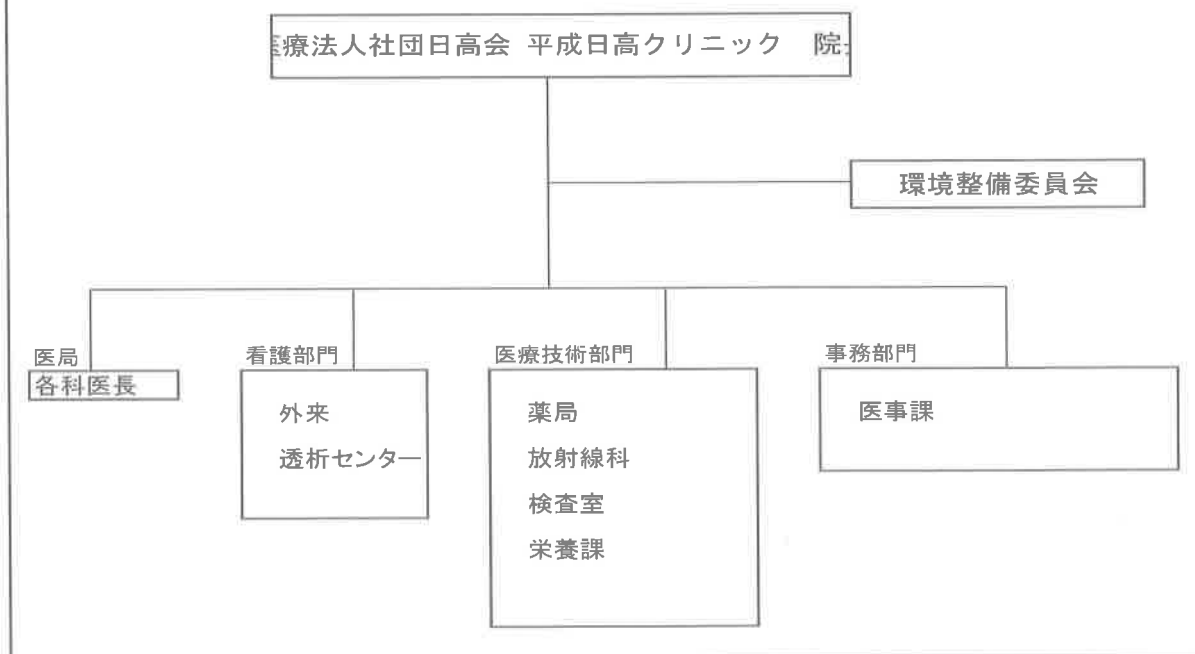 療法人社団日高会 平成日高クリニック 院
環境整備委員会
医局
各科医長
看護部門
外来
透析センター
医療技術部門
薬局
放射線科
検査室
栄養課
事務部門
医事課